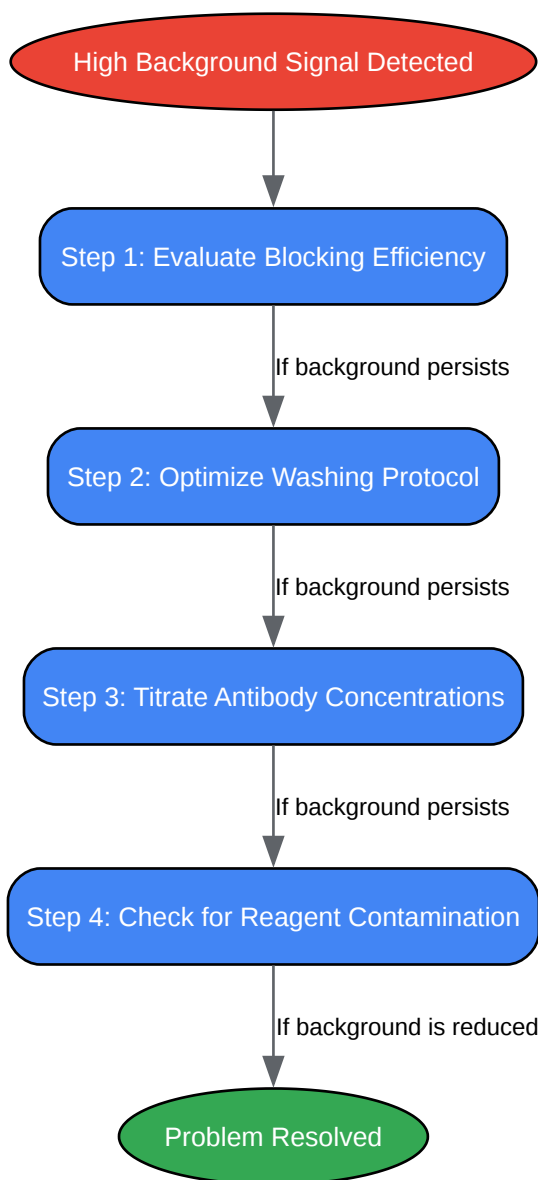 High Background Signal Detected
Step 1: Evaluate Blocking Efficiency
If background persists
Step 2: Optimize Washing Protocol
If background persists
Step 3: Titrate Antibody Concentrations
If background persists
Step 4: Check for Reagent Contamination
If background is reduced
Problem Resolved